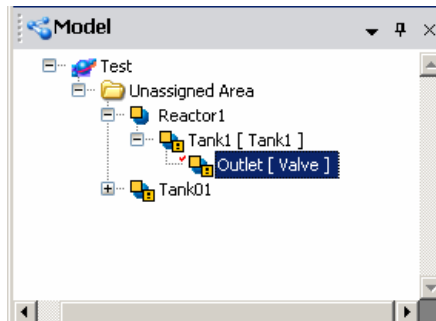 Model
Test
Unassigned Area
Reactor1
Tank1 [ Tank1 ]
Outlet [ Valve ]
Tank01